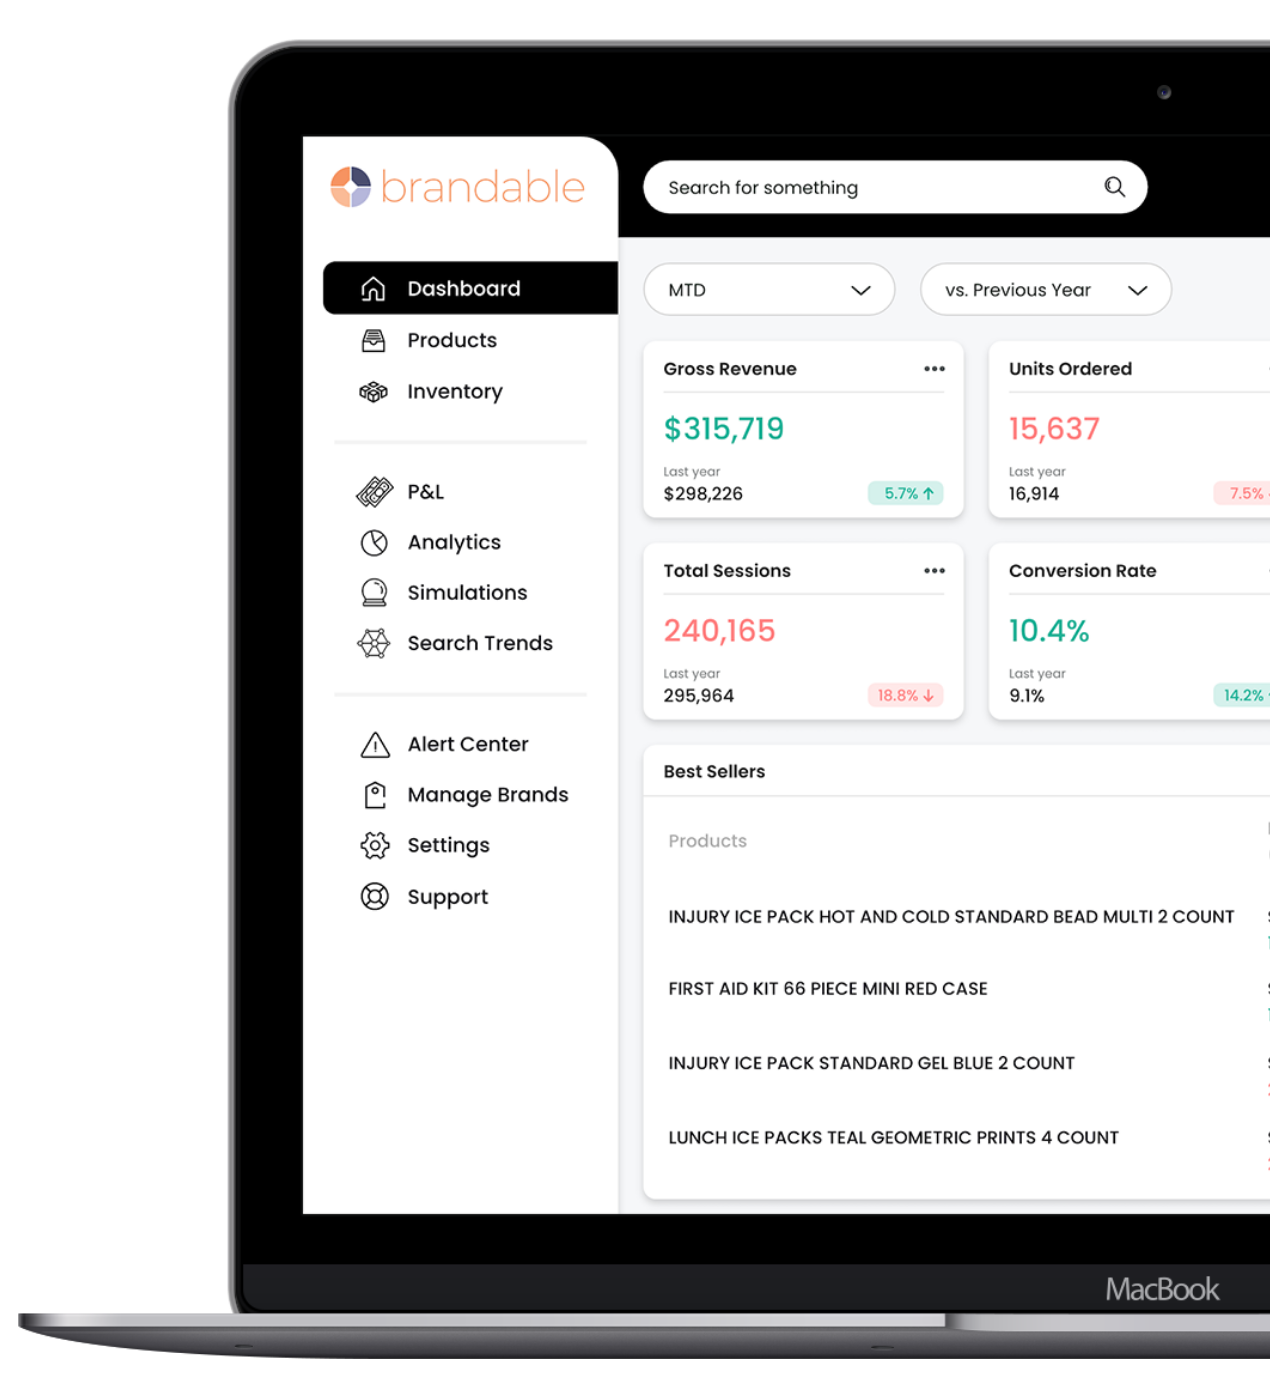 brandable
Search for something
Dashboard
Products
Inventory
P&L
Analytics
Simulations
Search Trends
Alert Center
Manage Brands
Settings
Support
MTD
vs. Previous Year
Gross Revenue
$315,719
Last year
$298,226
5.7% ↑
Units Ordered
15,637
Last year
16,914
7.5%
Total Sessions
240,165
Last year
295,964
18.8% ↓
Conversion Rate
10.4%
Last year
9.1%
14.2%
Best Sellers
Products
INJURY ICE PACK HOT AND COLD STANDARD BEAD MULTI 2 COUNT
FIRST AID KIT 66 PIECE MINI RED CASE
INJURY ICE PACK STANDARD GEL BLUE 2 COUNT
LUNCH ICE PACKS TEAL GEOMETRIC PRINTS 4 COUNT
MacBook